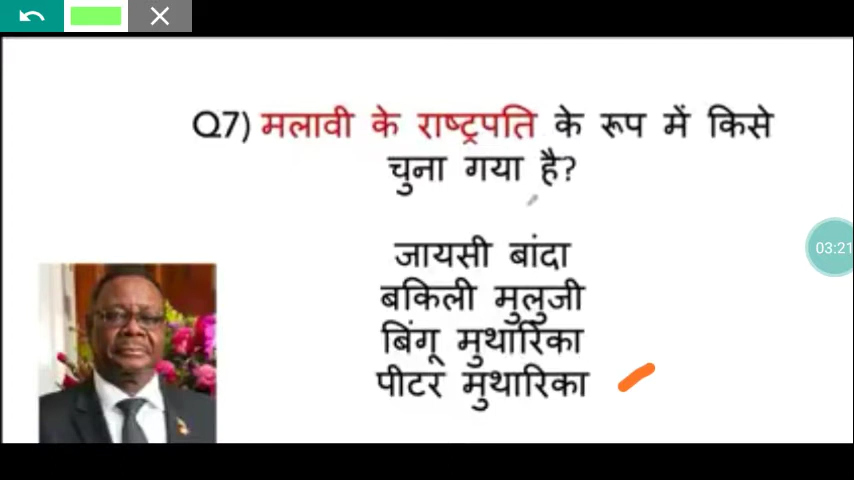 Q7) मलावी के राष्ट्रपति के रूप में किसे
चुना गया है?
जायसी बांदा
बकिली मुलुजी
बिंगू मुथारिका
पीटर मुथारिका
03:21